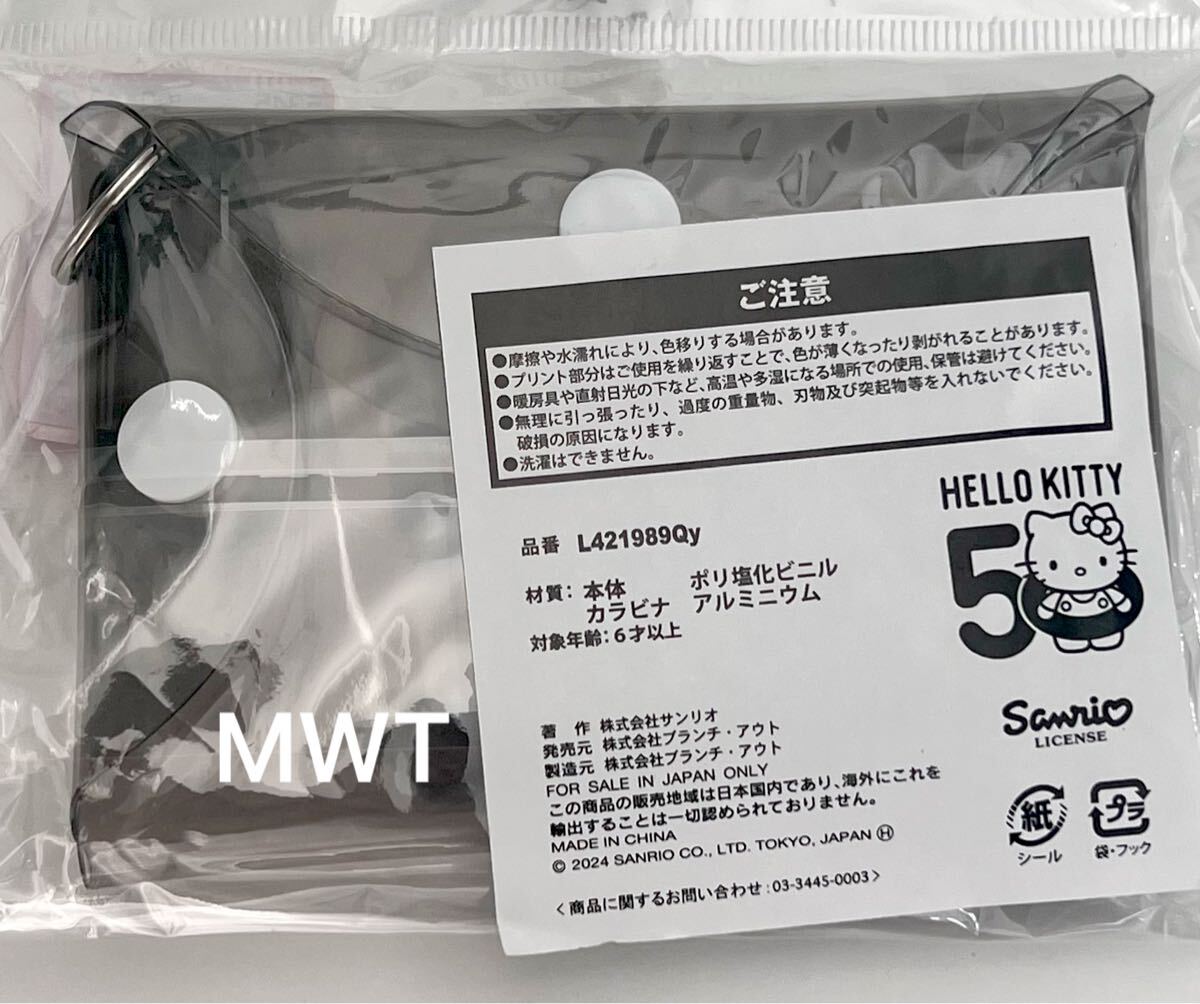 ご注意
●摩擦や水濡れにより、色移りする場合があります。
●プリント部分はご使用を繰り返すことで、色が薄くなったり剥がれることがあります。
●暖房具や直射日光の下など、高温や多湿になる場所での使用、保管は避けてください。
●無理に引っ張ったり、過度の重量物、刃物及び突起物等を入れないでください。
破損の原因になります。
●洗濯はできません。
HELLO KITTY
50
品番 L421989Qy
材質：本体 ポリ塩化ビニル
カラビナ アルミニウム
対象年齢：6才以上
Sanrio
LICENSE
著 作 株式会社サンリオ
発売元 株式会社ブランチ・アウト
製造元 株式会社ブランチ・アウト
FOR SALE IN JAPAN ONLY
この商品の販売地域は日本国内であり、海外にこれを
輸出することは一切認められておりません。
MADE IN CHINA
© 2024 SANRIO CO., LTD. TOKYO, JAPAN Ⓗ
＜商品に関するお問い合わせ：03-3445-0003＞
紙
シール
プラ
袋・フック
MWT